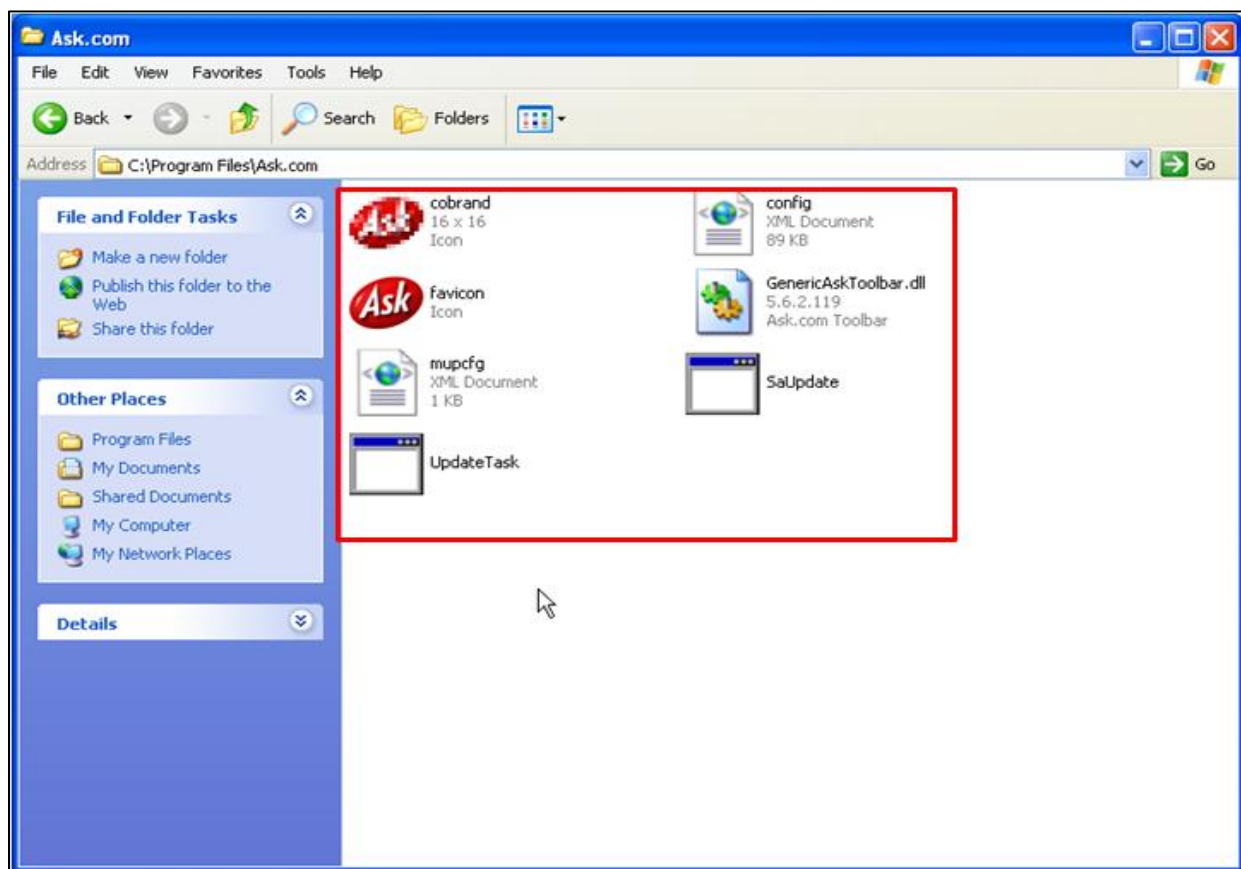 Ask.com
File Edit View Favorites Tools Help
Back Search Folders
Address C:\Program Files\Ask.com Go
File and Folder Tasks
Make a new folder
Publish this folder to the
Web
Share this folder
Other Places
Program Files
My Documents
Shared Documents
My Computer
My Network Places
Details
Ask
cobrand
16 x 16
Icon
config
XML Document
89 KB
Ask
favicon
Icon
GenericAskToolbar.dll
5.6.2.119
Ask.com Toolbar
mupcfg
XML Document
1 KB
SaUpdate
UpdateTask